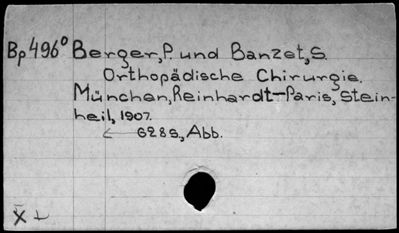 Bp 496° Berger, P. und Banzet, S.
Orthopädische Chirurgie.
München, Reinhardt-Paris, Stein-
heil, 1907.
628 S., Abb.
X